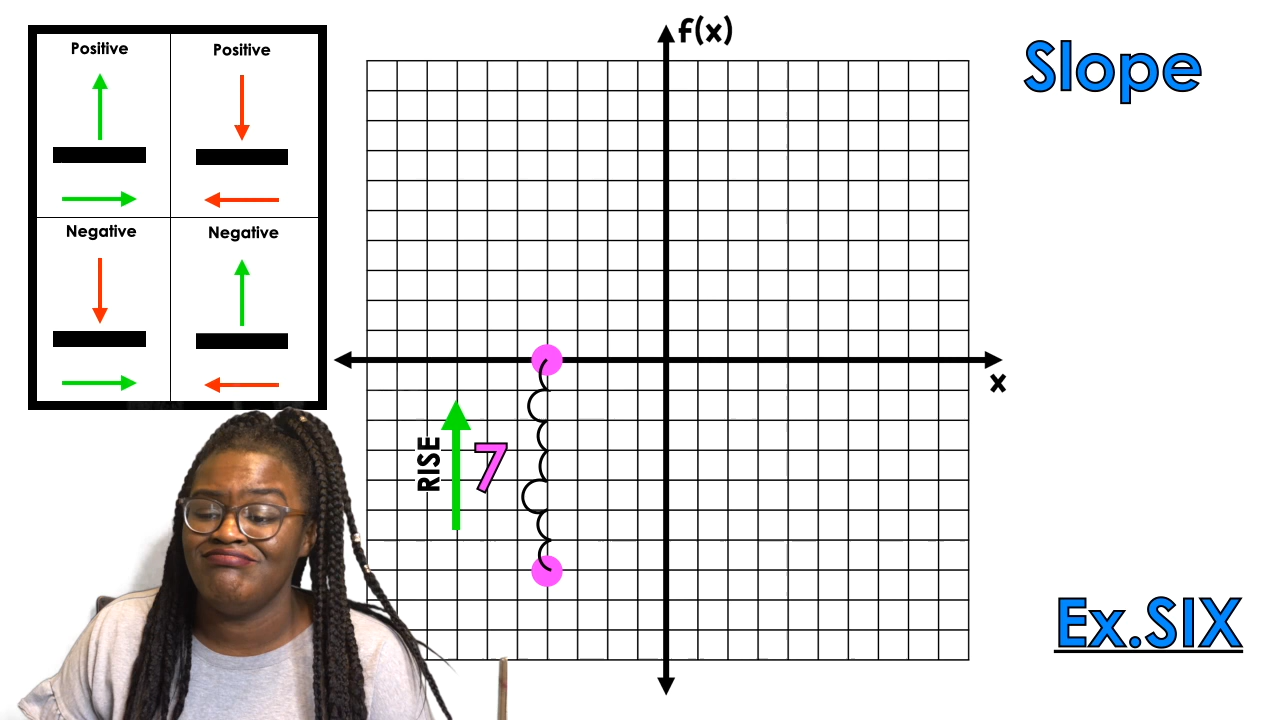 Positive
Positive
Negative
Negative
f(x)
x
RISE
7
Slope
Ex.SIX